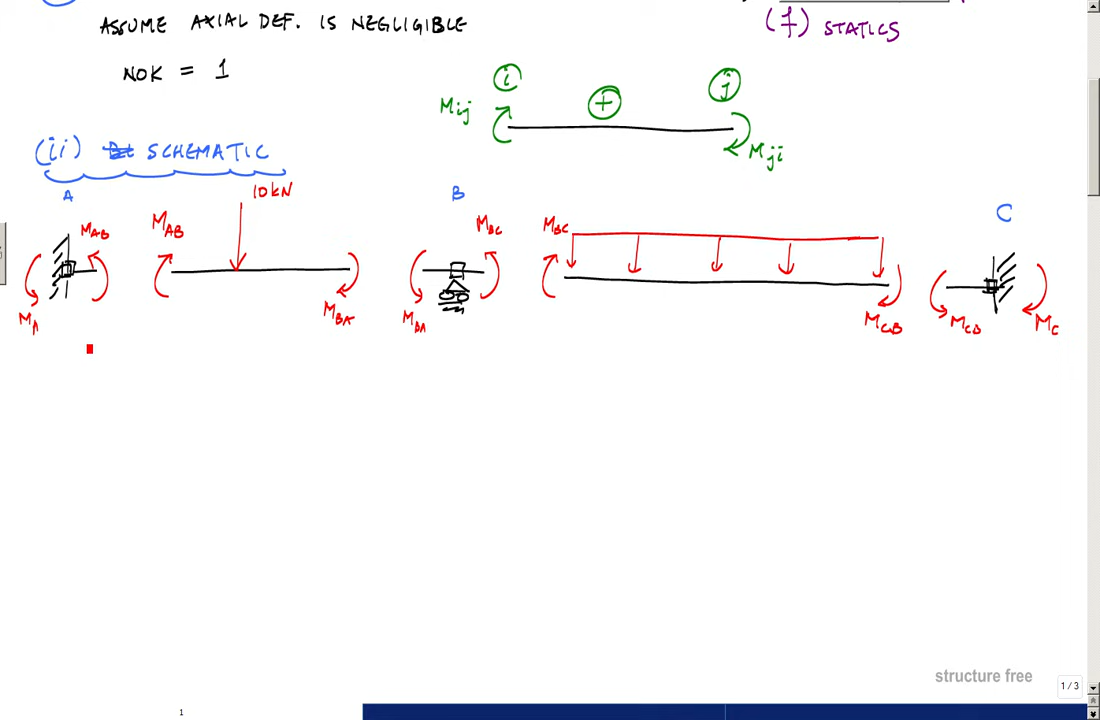 ASSUME AXIAL DEF. IS NEGLIGIBLE
(f) STATICS
NOK = 1
i
+
j
Mij
Mji
(ii) SCHEMATIC
A
10kN
B
C
MAB
MAB
MBC
MBC
MA
MBA
MBA
MCB
MCB
MC
structure free
1 / 3
1